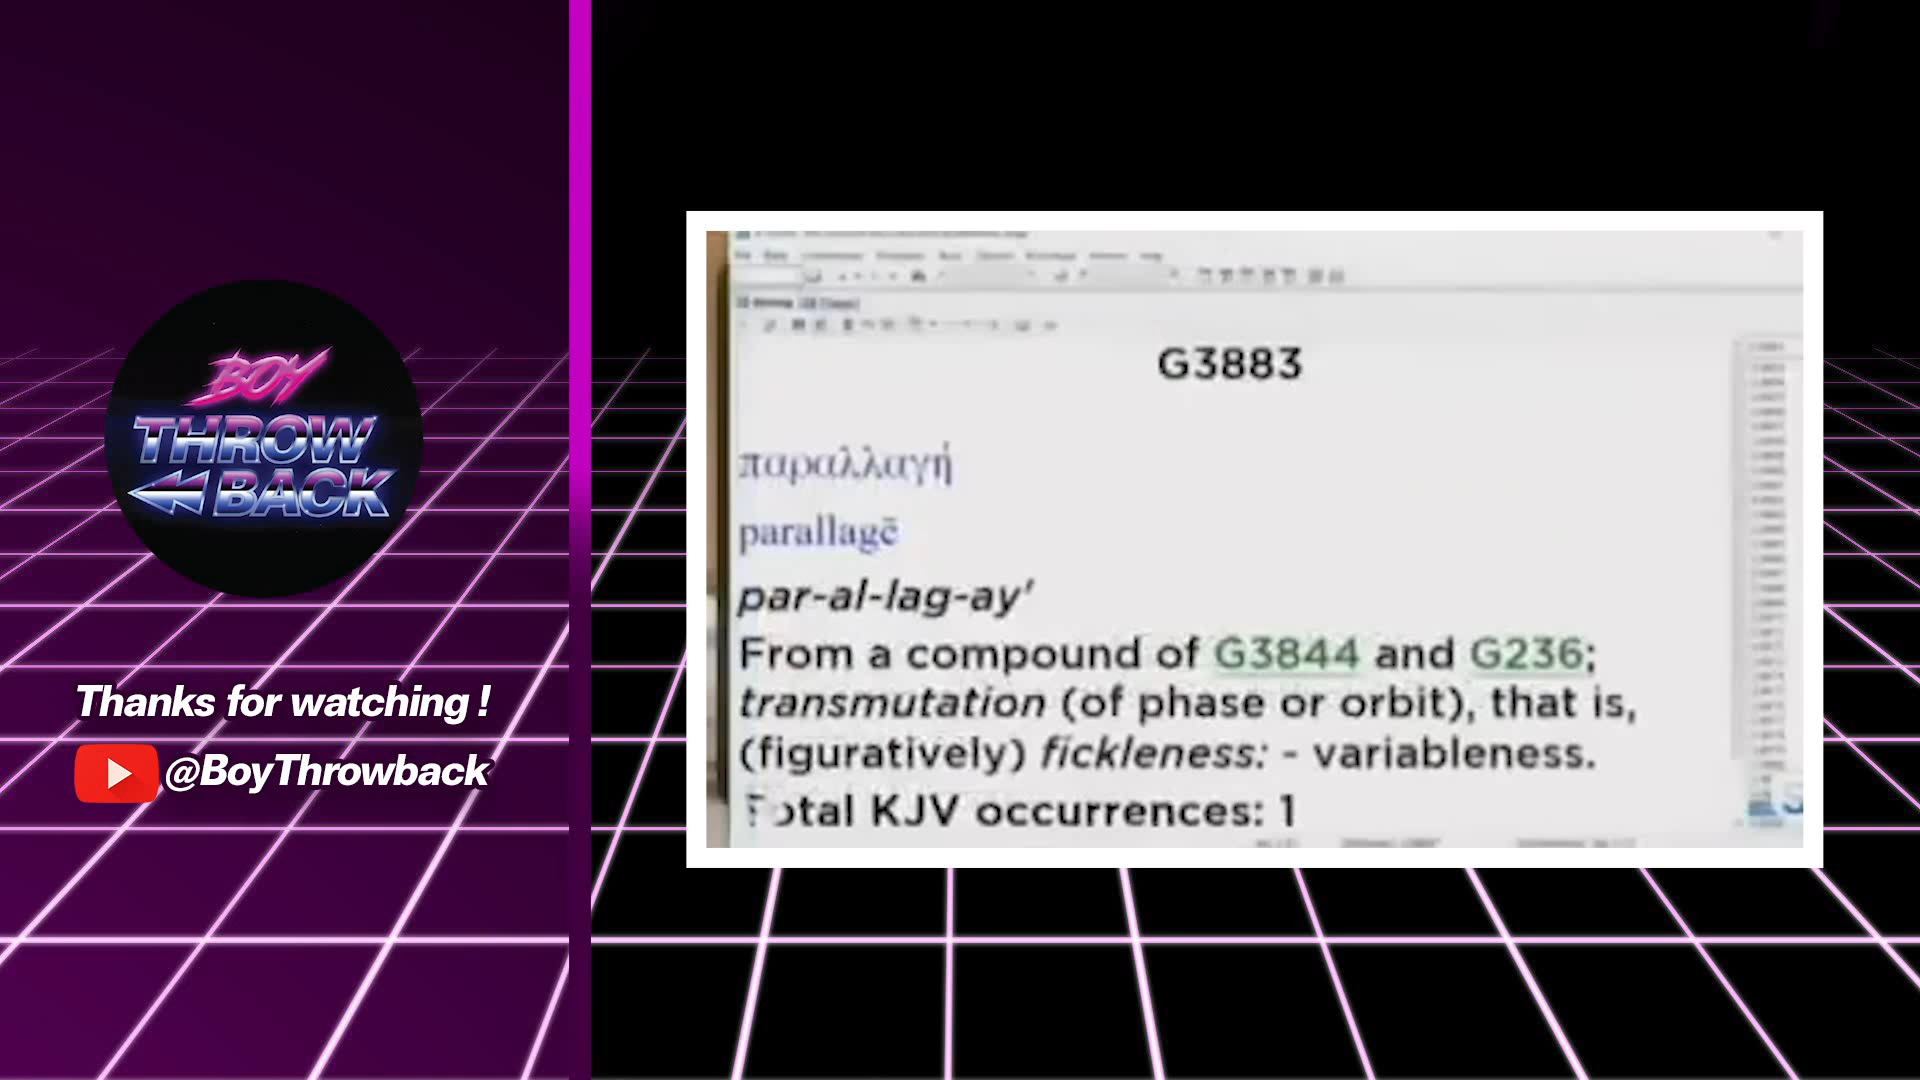 BOY
THROW
BACK
Thanks for watching !
@BoyThrowback
G3883
παραλλαγή
parallagē
par-al-lag-ay'
From a compound of G3844 and G236;
transmutation (of phase or orbit), that is,
(figuratively) fickleness: - variableness.
Total KJV occurrences: 1